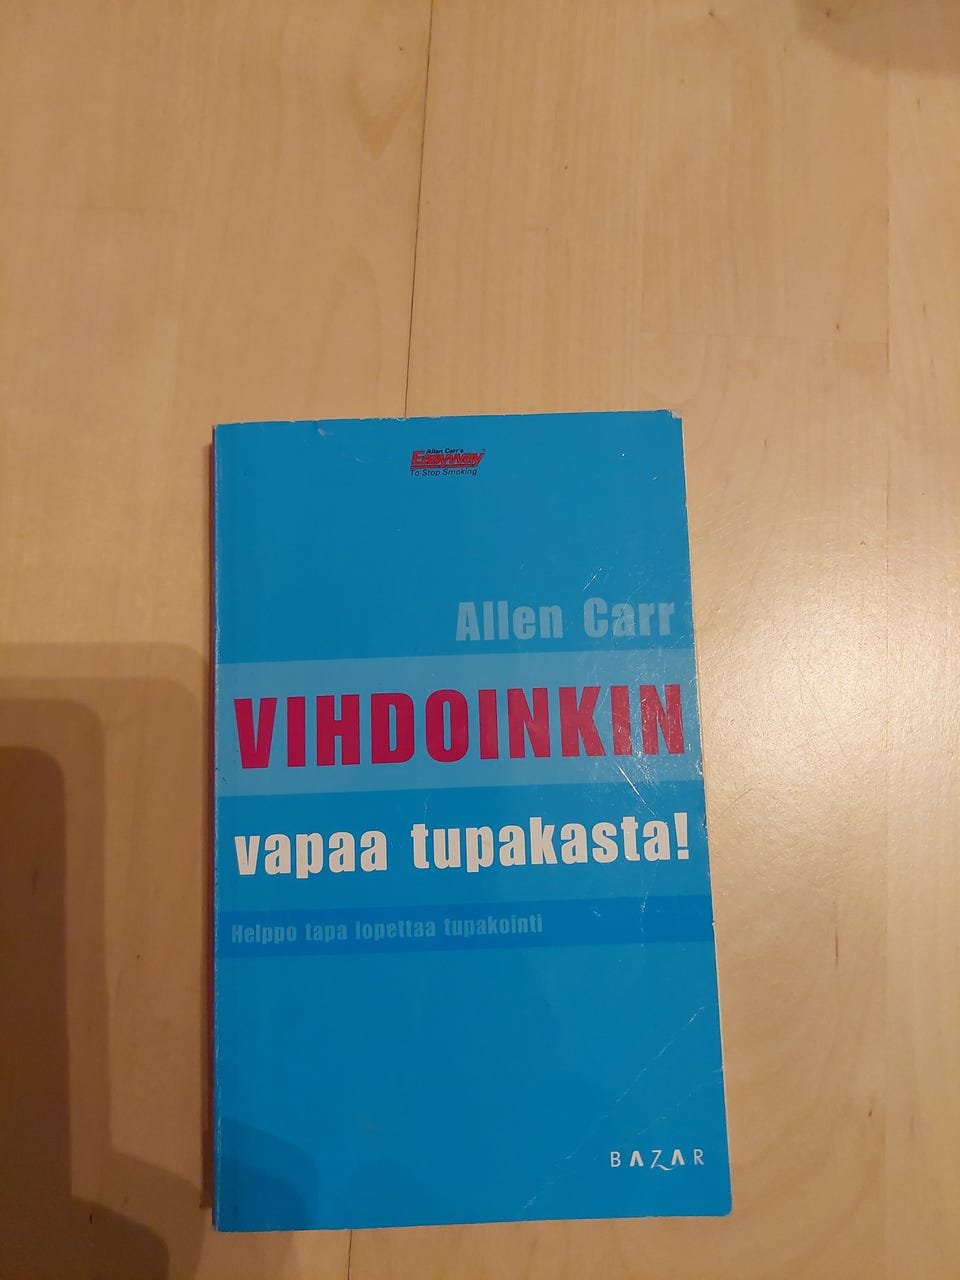 Allen Carr's
EASYWAY
To Stop Smoking
Allen Carr
VIHDOINKIN
vapaa tupakasta!
Helppo tapa lopettaa tupakointi
BAZAR